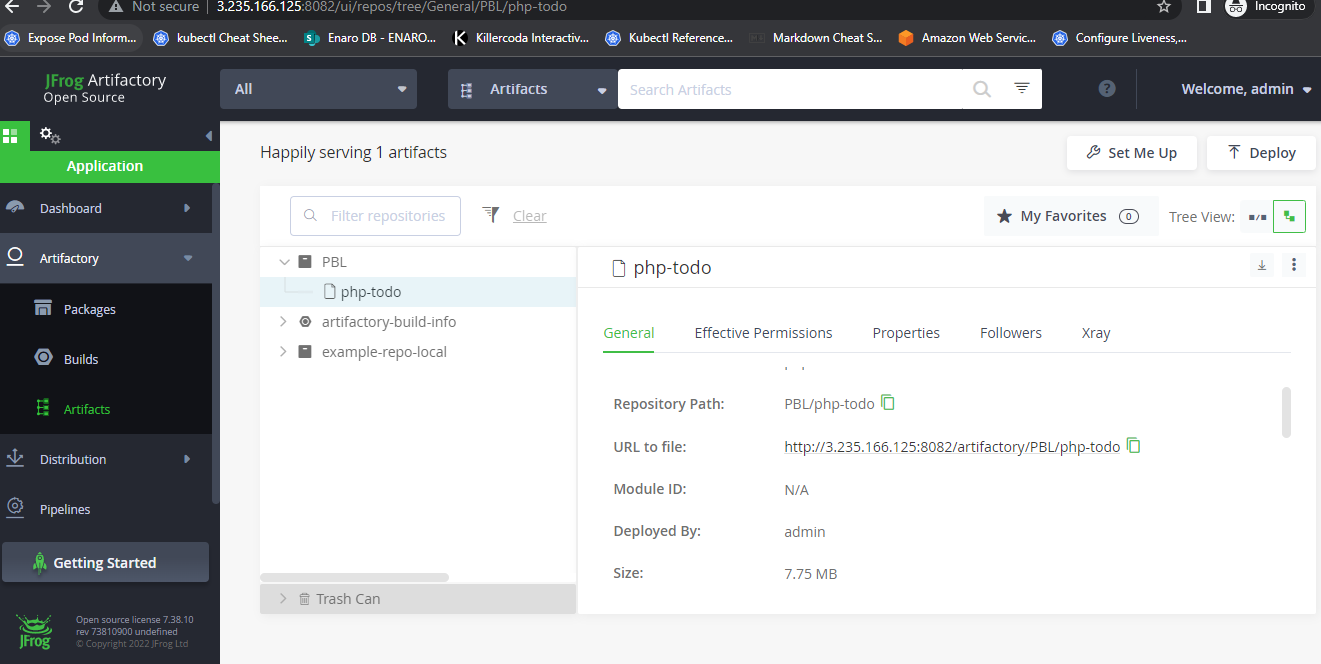 Not secure | 3.235.166.125:8082/ui/repos/tree/General/PBL/php-todo
Incognito
Expose Pod Inform...
kubectl Cheat Shee...
Enaro DB - ENARO...
Killercoda Interactiv...
Kubectl Reference...
Markdown Cheat S...
Amazon Web Servic...
Configure Liveness,...
JFrog Artifactory
Open Source
All
Artifacts
Search Artifacts
?
Welcome, admin
Application
Dashboard
Artifactory
Packages
Builds
Artifacts
Distribution
Pipelines
Getting Started
JFrog
Open source license 7.38.10
rev 73810900 undefined
© Copyright 2022 JFrog Ltd
Happily serving 1 artifacts
Set Me Up
Deploy
Filter repositories
Clear
My Favorites 0
Tree View:
PBL
php-todo
artifactory-build-info
example-repo-local
Trash Can
php-todo
General
Effective Permissions
Properties
Followers
Xray
Repository Path: PBL/php-todo
URL to file: http://3.235.166.125:8082/artifactory/PBL/php-todo
Module ID: N/A
Deployed By: admin
Size: 7.75 MB